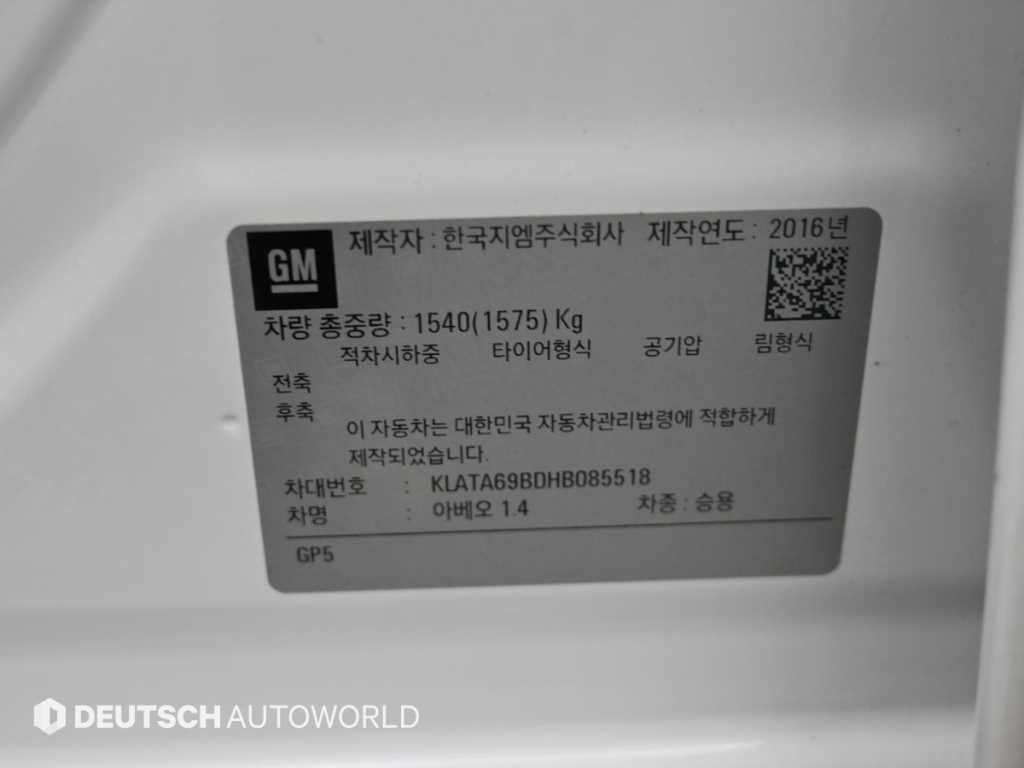 GM
제작자 : 한국지엠주식회사 제작연도 : 2016년
차량 총중량 : 1540(1575) Kg
적차시하중 타이어형식 공기압 림형식
전축
후축
이 자동차는 대한민국 자동차관리법령에 적합하게
제작되었습니다.
차대번호 : KLATA69BDHB085518
차명 : 아베오 1.4 차종 : 승용
GP5
DEUTSCH AUTOWORLD